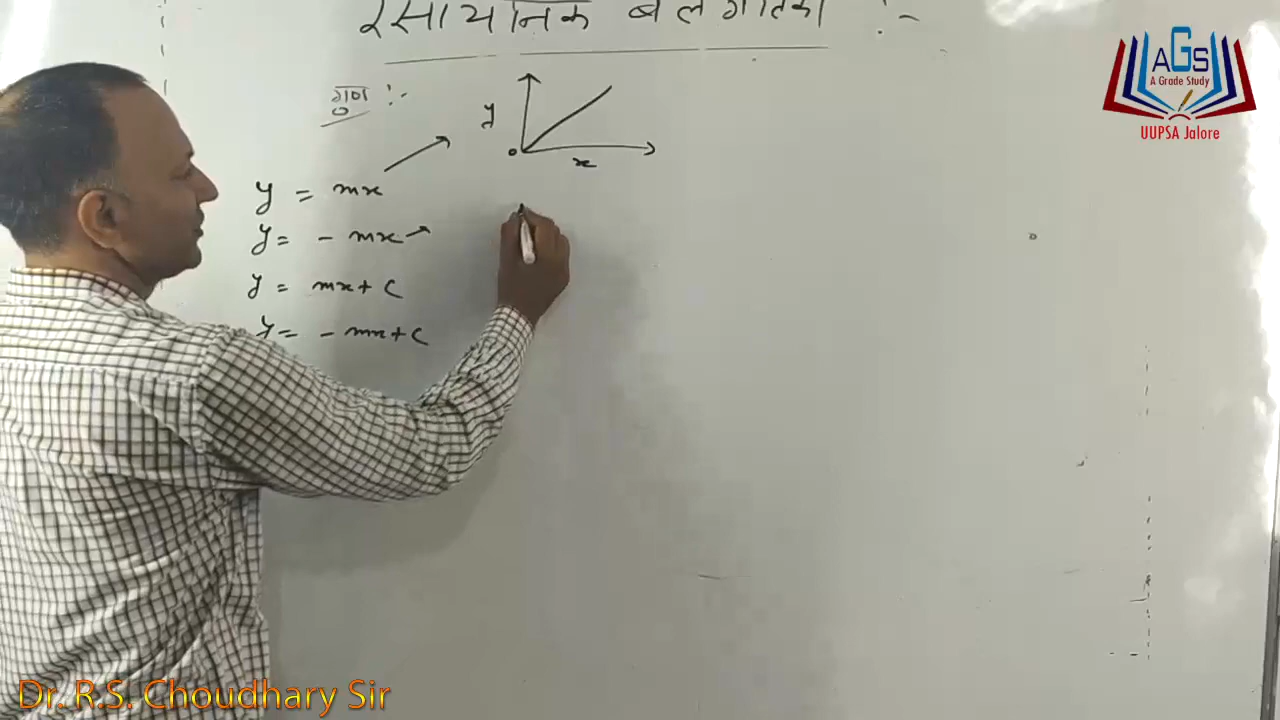 रसायनिक बलगतिकी :-
गुण :-
y
o
x
y = mx
y = - mx
y = mx + c
y = - mx + c
AGS
A Grade Study
UUPSA Jalore
Dr. R.S. Choudhary Sir